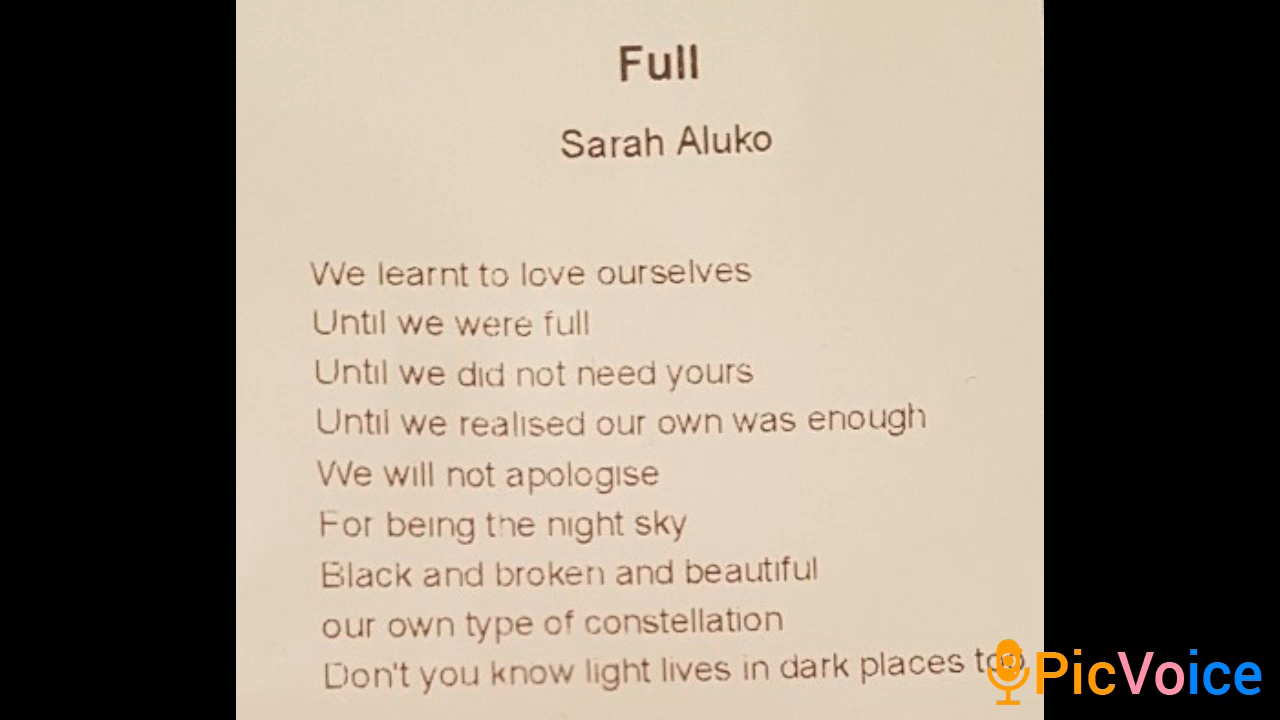 Full
Sarah Aluko
We learnt to love ourselves
Until we were full
Until we did not need yours
Until we realised our own was enough
We will not apologise
For being the night sky
Black and broken and beautiful
our own type of constellation
Don't you know light lives in dark places too
PicVoice